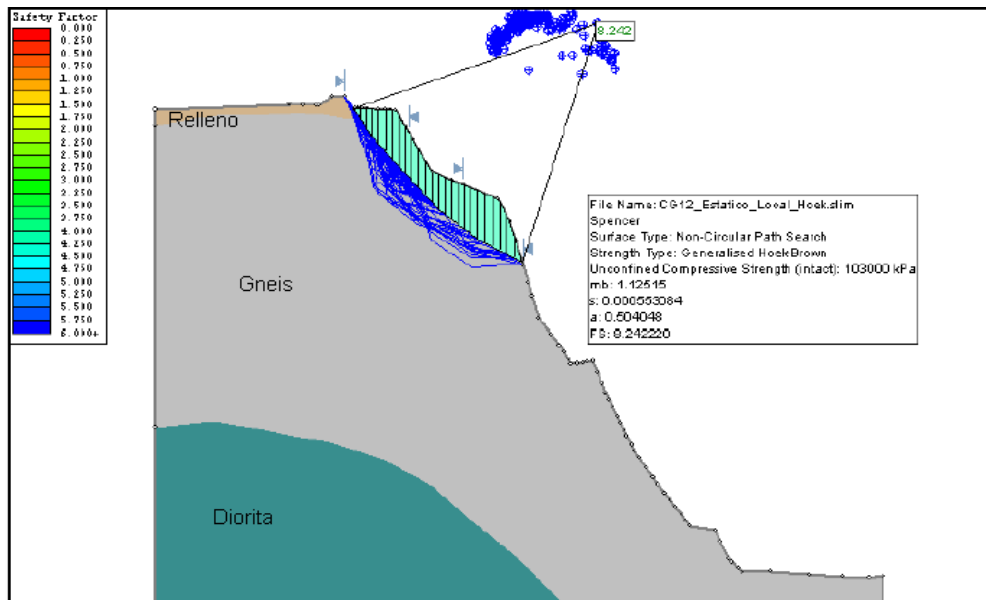 Safety Factor
0.000
0.250
0.500
0.750
1.000
1.250
1.500
1.750
2.000
2.250
2.500
2.750
3.000
3.250
3.500
3.750
4.000
4.250
4.500
4.750
5.000
5.250
5.500
5.750
6.000+
8.242
Relleno
File Name: CG12_Estatico_Local_Hoek.slim
Spencer
Surface Type: Non-Circular Path Search
Strength Type: Generalised HoekBrown
Unconfined Compressive Strength (intact): 103000 kPa
mb: 1.12515
s: 0.000553084
a: 0.504048
FS: 8.242220
Gneis
Diorita